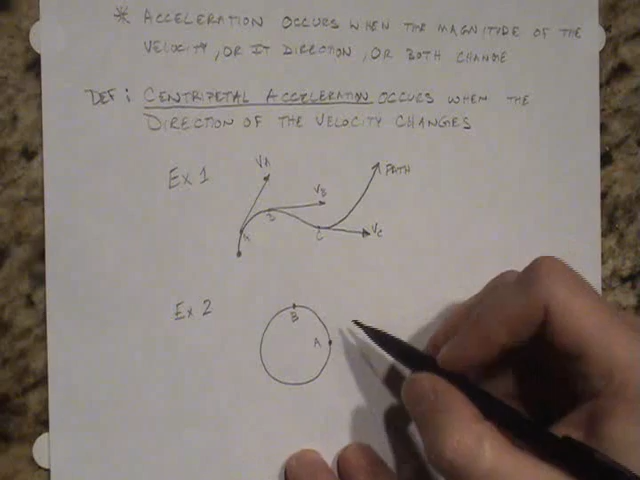 * ACCELERATION OCCURS WHEN THE MAGNITUDE OF THE
VELOCITY, OR IT DIRECTION, OR BOTH CHANGE
DEF: CENTRIPETAL ACCELERATION OCCURS WHEN THE
DIRECTION OF THE VELOCITY CHANGES
Ex 1
VA
VB
PATH
A
B
C
VC
Ex 2
B
A